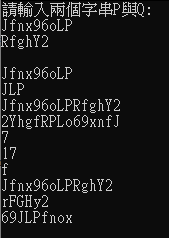 請輸入兩個字串P與Q:
Jfnx96oLP
RfghY2

Jfnx96oLP
JLP
Jfnx96oLPRfghY2
2YhgfRPLo69xnfJ
7
17
f
Jfnx96oLPRghY2
rFGHy2
69JLPfnox